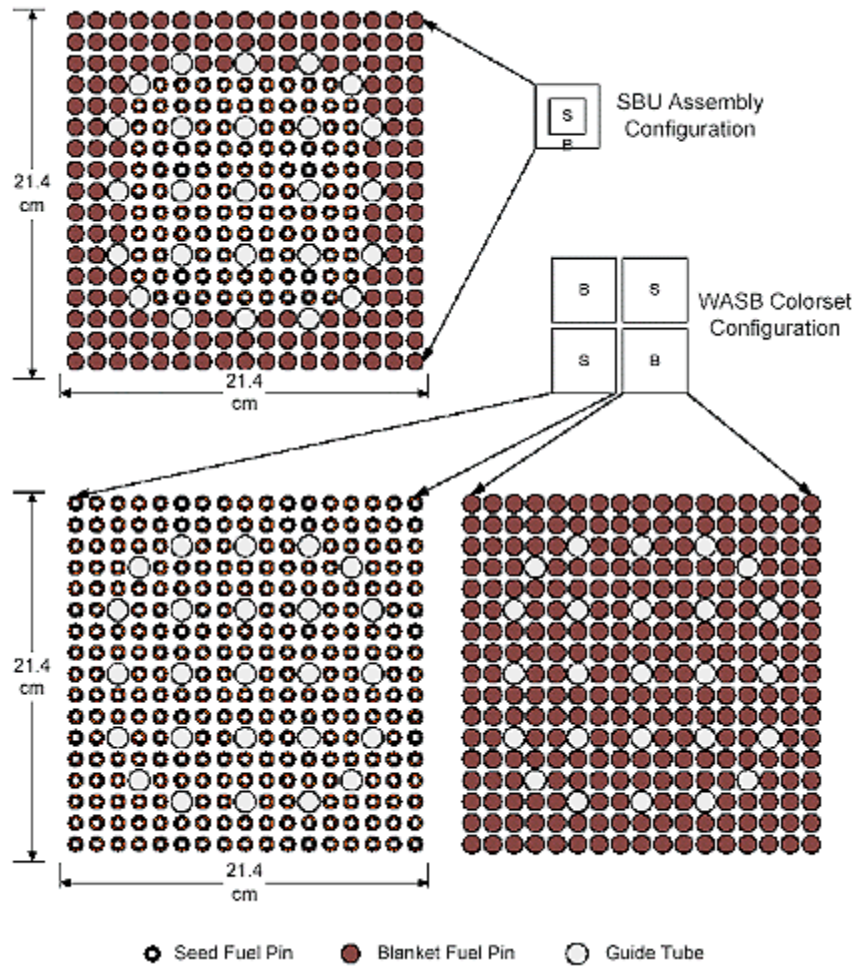 S
B
SBU Assembly
Configuration
21.4
cm
21.4
cm
B
S
S
B
WASB Colorset
Configuration
21.4
cm
21.4
cm
Seed Fuel Pin
Blanket Fuel Pin
Guide Tube